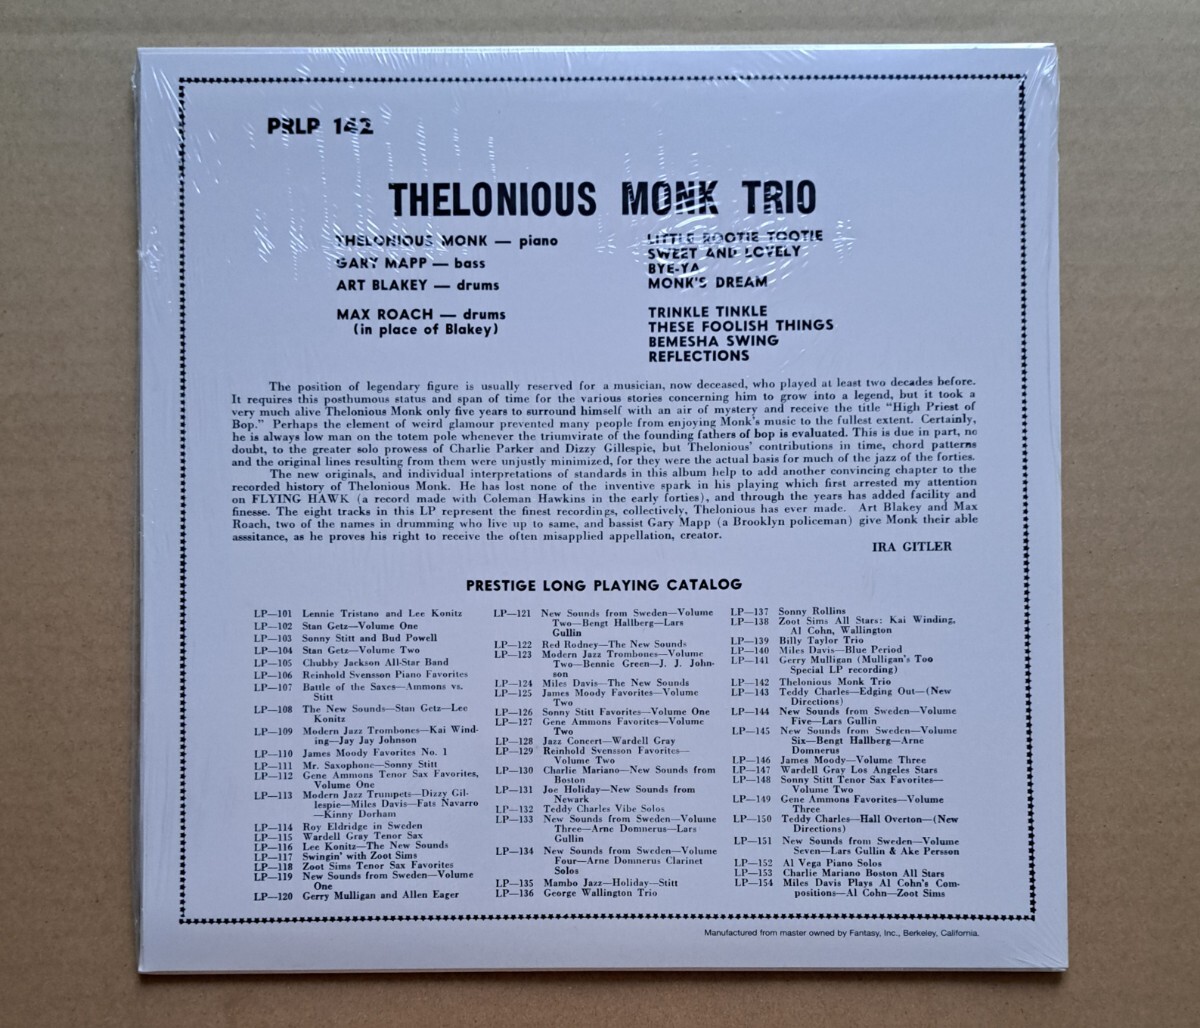 PRLP 142
THELONIOUS MONK TRIO
THELONIOUS MONK — piano
GARY MAPP — bass
ART BLAKEY — drums
MAX ROACH — drums
(in place of Blakey)
LITTLE ROOTIE TOOTIE
SWEET AND LOVELY
BYE-YA
MONK'S DREAM
TRINKLE TINKLE
THESE FOOLISH THINGS
BEMESHA SWING
REFLECTIONS
The position of legendary figure is usually reserved for a musician, now deceased, who played at least two decades before.
It requires this posthumous status and span of time for the various stories concerning him to grow into a legend, but it took a
very much alive Thelonious Monk only five years to surround himself with an air of mystery and receive the title "High Priest of
Bop." Perhaps the element of weird glamour prevented many people from enjoying Monk's music to the fullest extent. Certainly,
he is always low man on the totem pole whenever the triumvirate of the founding fathers of bop is evaluated. This is due in part, no
doubt, to the greater solo prowess of Charlie Parker and Dizzy Gillespie, but Thelonious' contributions in time, chord patterns
and the original lines resulting from them were unjustly minimized, for they were the actual basis for much of the jazz of the forties.
The new originals, and individual interpretations of standards in this album help to add another convincing chapter to the
recorded history of Thelonious Monk. He has lost none of the inventive spark in his playing which first arrested my attention
on FLYING HAWK (a record made with Coleman Hawkins in the early forties), and through the years has added facility and
finesse. The eight tracks in this LP represent the finest recordings, collectively, Thelonious has ever made. Art Blakey and Max
Roach, two of the names in drumming who live up to same, and bassist Gary Mapp (a Brooklyn policeman) give Monk their able
asssitance, as he proves his right to receive the often misapplied appellation, creator.
IRA GITLER
PRESTIGE LONG PLAYING CATALOG
LP—101 Lennie Tristano and Lee Konitz
LP—102 Stan Getz—Volume One
LP—103 Sonny Stitt and Bud Powell
LP—104 Stan Getz—Volume Two
LP—105 Chubby Jackson All-Star Band
LP—106 Reinhold Svensson Piano Favorites
LP—107 Battle of the Saxes—Ammons vs.
Stitt
LP—108 The New Sounds—Stan Getz—Lee
Konitz
LP—109 Modern Jazz Trombones—Kai Wind-
ing—Jay Jay Johnson
LP—110 James Moody Favorites No. 1
LP—111 Mr. Saxophone—Sonny Stitt
LP—112 Gene Ammons Tenor Sax Favorites,
Volume One
LP—113 Modern Jazz Trumpets—Dizzy Gil-
lespie—Miles Davis—Fats Navarro
—Kinny Dorham
LP—114 Roy Eldridge in Sweden
LP—115 Wardell Gray Tenor Sax
LP—116 Lee Konitz—The New Sounds
LP—117 Swingin' with Zoot Sims
LP—118 Zoot Sims Tenor Sax Favorites
LP—119 New Sounds from Sweden—Volume
One
LP—120 Gerry Mulligan and Allen Eager
LP—121 New Sounds from Sweden—Volume
Two—Bengt Hallberg—Lars
Gullin
LP—122 Red Rodney—The New Sounds
LP—123 Modern Jazz Trombones—Volume
Two—Bennie Green—J. J. John-
son
LP—124 Miles Davis—The New Sounds
LP—125 James Moody Favorites—Volume
Two
LP—126 Sonny Stitt Favorites—Volume One
LP—127 Gene Ammons Favorites—Volume
Two
LP—128 Jazz Concert—Wardell Gray
LP—129 Reinhold Svensson Favorites—
Volume Two
LP—130 Charlie Mariano—New Sounds from
Boston
LP—131 Joe Holiday—New Sounds from
Newark
LP—132 Teddy Charles Vibe Solos
LP—133 New Sounds from Sweden—Volume
Three—Arne Domnerus—Lars
Gullin
LP—134 New Sounds from Sweden—Volume
Four—Arne Domnerus Clarinet
Solos
LP—135 Mambo Jazz—Holiday—Stitt
LP—136 George Wallington Trio
LP—137 Sonny Rollins
LP—138 Zoot Sims All Stars: Kai Winding,
Al Cohn, Wallington
LP—139 Billy Taylor Trio
LP—140 Miles Davis—Blue Period
LP—141 Gerry Mulligan (Mulligan's Too
Special LP recording)
LP—142 Thelonious Monk Trio
LP—143 Teddy Charles—Edging Out—(New
Directions)
LP—144 New Sounds from Sweden—Volume
Five—Lars Gullin
LP—145 New Sounds from Sweden—Volume
Six—Bengt Hallberg—Arne
Domnerus
LP—146 James Moody—Volume Three
LP—147 Wardell Gray Los Angeles Stars
LP—148 Sonny Stitt Tenor Sax Favorites—
Volume Two
LP—149 Gene Ammons Favorites—Volume
Three
LP—150 Teddy Charles—Hall Overton—(New
Directions)
LP—151 New Sounds from Sweden—Volume
Seven—Lars Gullin & Ake Persson
LP—152 Al Vega Piano Solos
LP—153 Charlie Mariano Boston All Stars
LP—154 Miles Davis Plays Al Cohn's Com-
positions—Al Cohn—Zoot Sims
Manufactured from master owned by Fantasy, Inc., Berkeley, California.